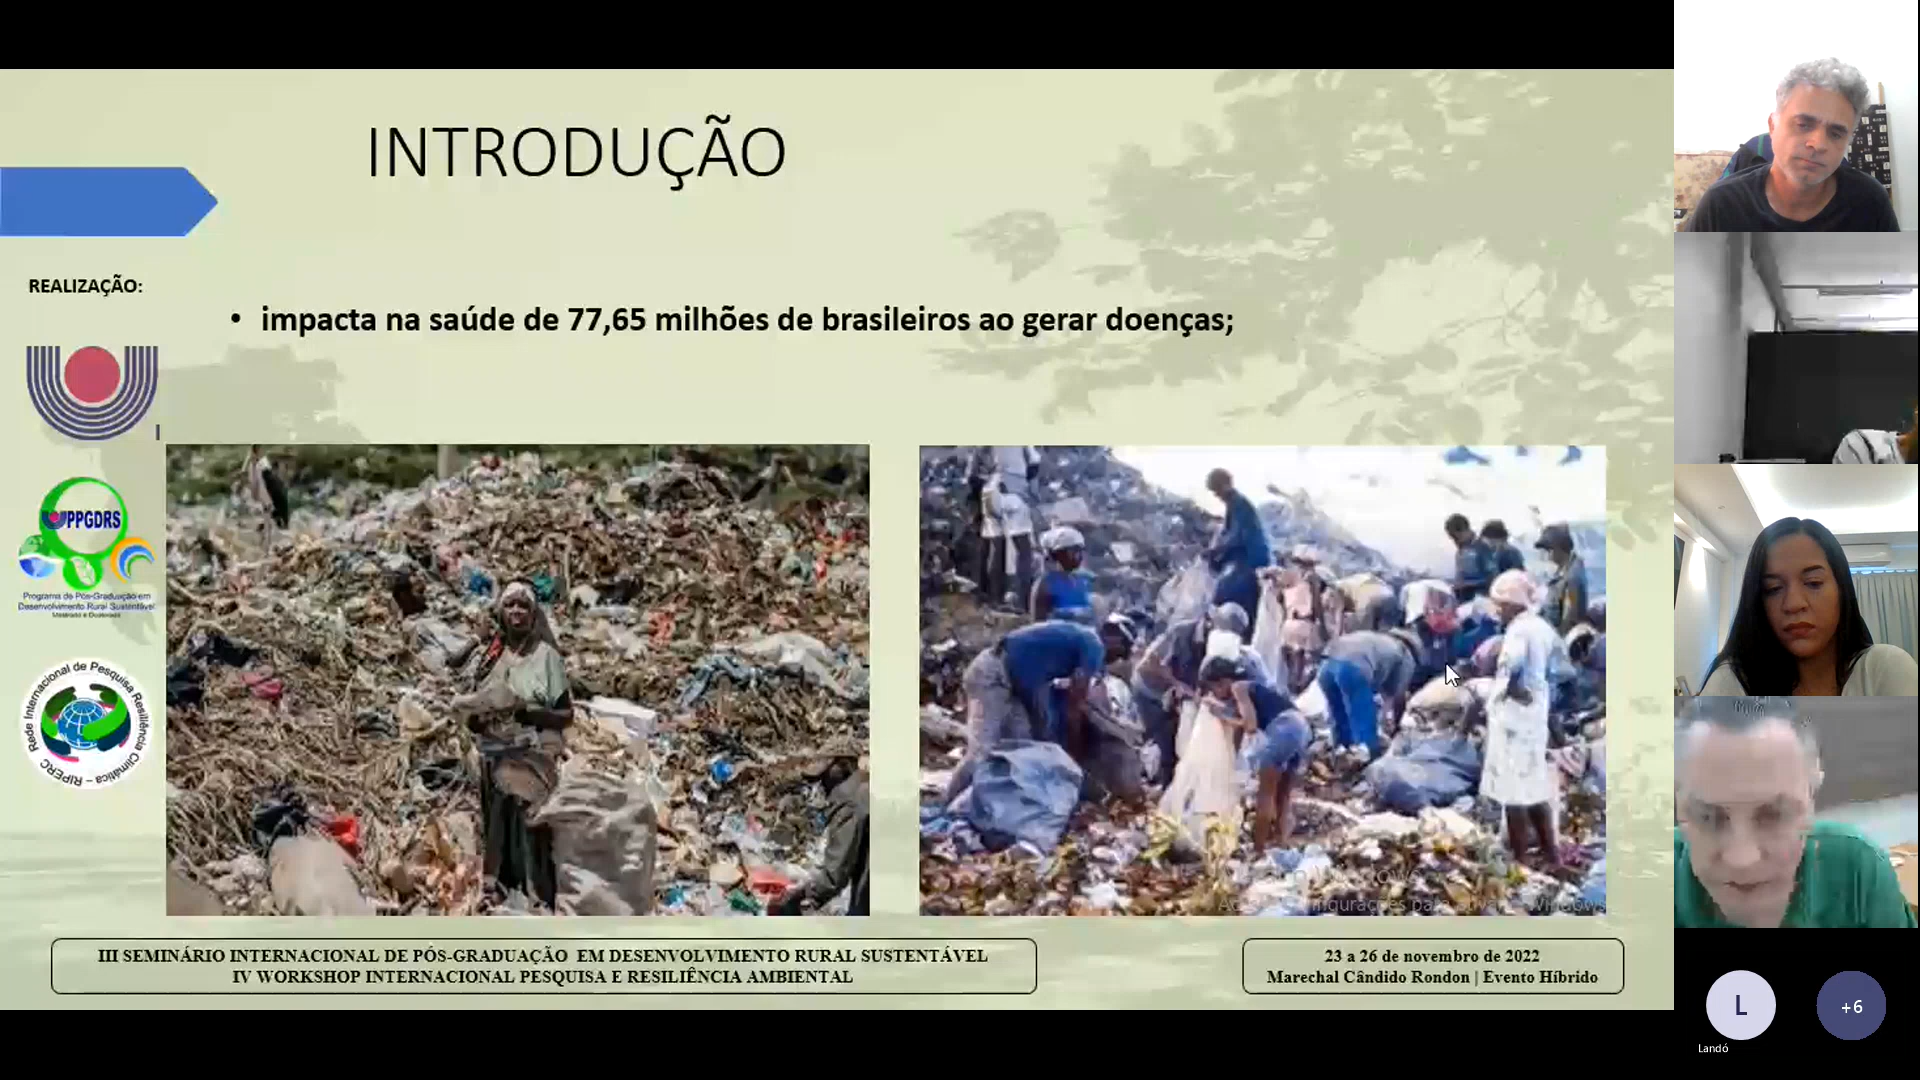 INTRODUÇÃO
REALIZAÇÃO:
• impacta na saúde de 77,65 milhões de brasileiros ao gerar doenças;
PPGDRS
Programa de Pós-Graduação em
Desenvolvimento Rural Sustentável
Mestrado e Doutorado
Rede Internacional de Pesquisa Resiliência Climática – RIPERC
III SEMINÁRIO INTERNACIONAL DE PÓS-GRADUAÇÃO EM DESENVOLVIMENTO RURAL SUSTENTÁVEL
IV WORKSHOP INTERNACIONAL PESQUISA E RESILIÊNCIA AMBIENTAL
23 a 26 de novembro de 2022
Marechal Cândido Rondon | Evento Híbrido
L
+6
Landó